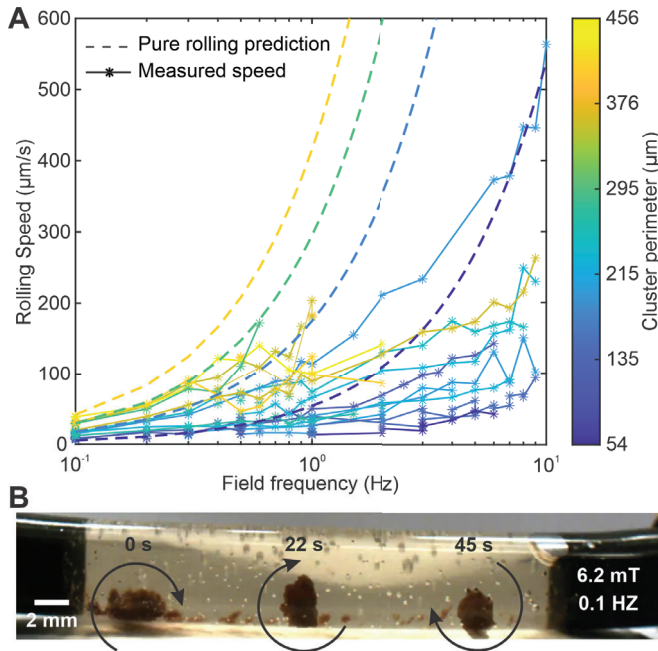 A
600
500
400
300
200
100
0
Rolling Speed (µm/s)
Pure rolling prediction
Measured speed
10⁻¹
10⁰
10¹
Field frequency (Hz)
456
376
295
215
135
54
Cluster perimeter (µm)
B
0 s
22 s
45 s
6.2 mT
0.1 HZ
2 mm